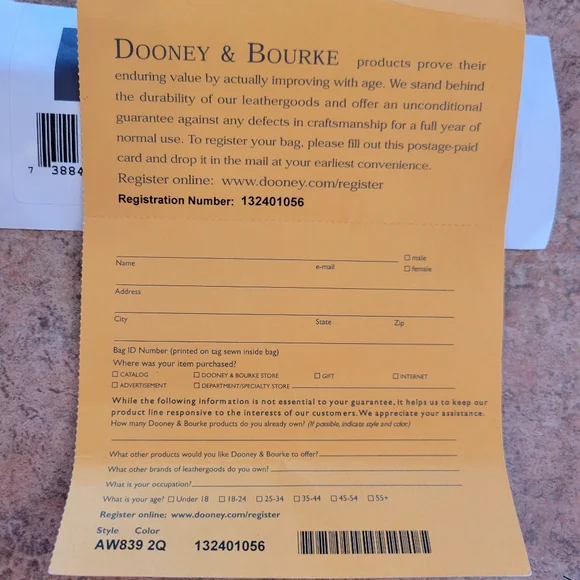 DOONEY & BOURKE products prove their
enduring value by actually improving with age. We stand behind
the durability of our leathergoods and offer an unconditional
guarantee against any defects in craftsmanship for a full year of
normal use. To register your bag, please fill out this postage-paid
card and drop it in the mail at your earliest convenience.
Register online: www.dooney.com/register
Registration Number: 132401056
7 3884
male
Name e-mail female
Address
City State Zip
Bag ID Number (printed on tag sewn inside bag)
Where was your item purchased?
CATALOG DOONEY & BOURKE STORE GIFT INTERNET
ADVERTISEMENT DEPARTMENT/SPECIALTY STORE
While the following information is not essential to your guarantee, it helps us to keep our
product line responsive to the interests of our customers. We appreciate your assistance.
How many Dooney & Bourke products do you already own? (If possible, indicate style and color.)
What other products would you like Dooney & Bourke to offer?
What other brands of leathergoods do you own?
What is your occupation?
What is your age? Under 18 18-24 25-34 35-44 45-54 55+
Register online: www.dooney.com/register
Style Color
AW839 2Q 132401056